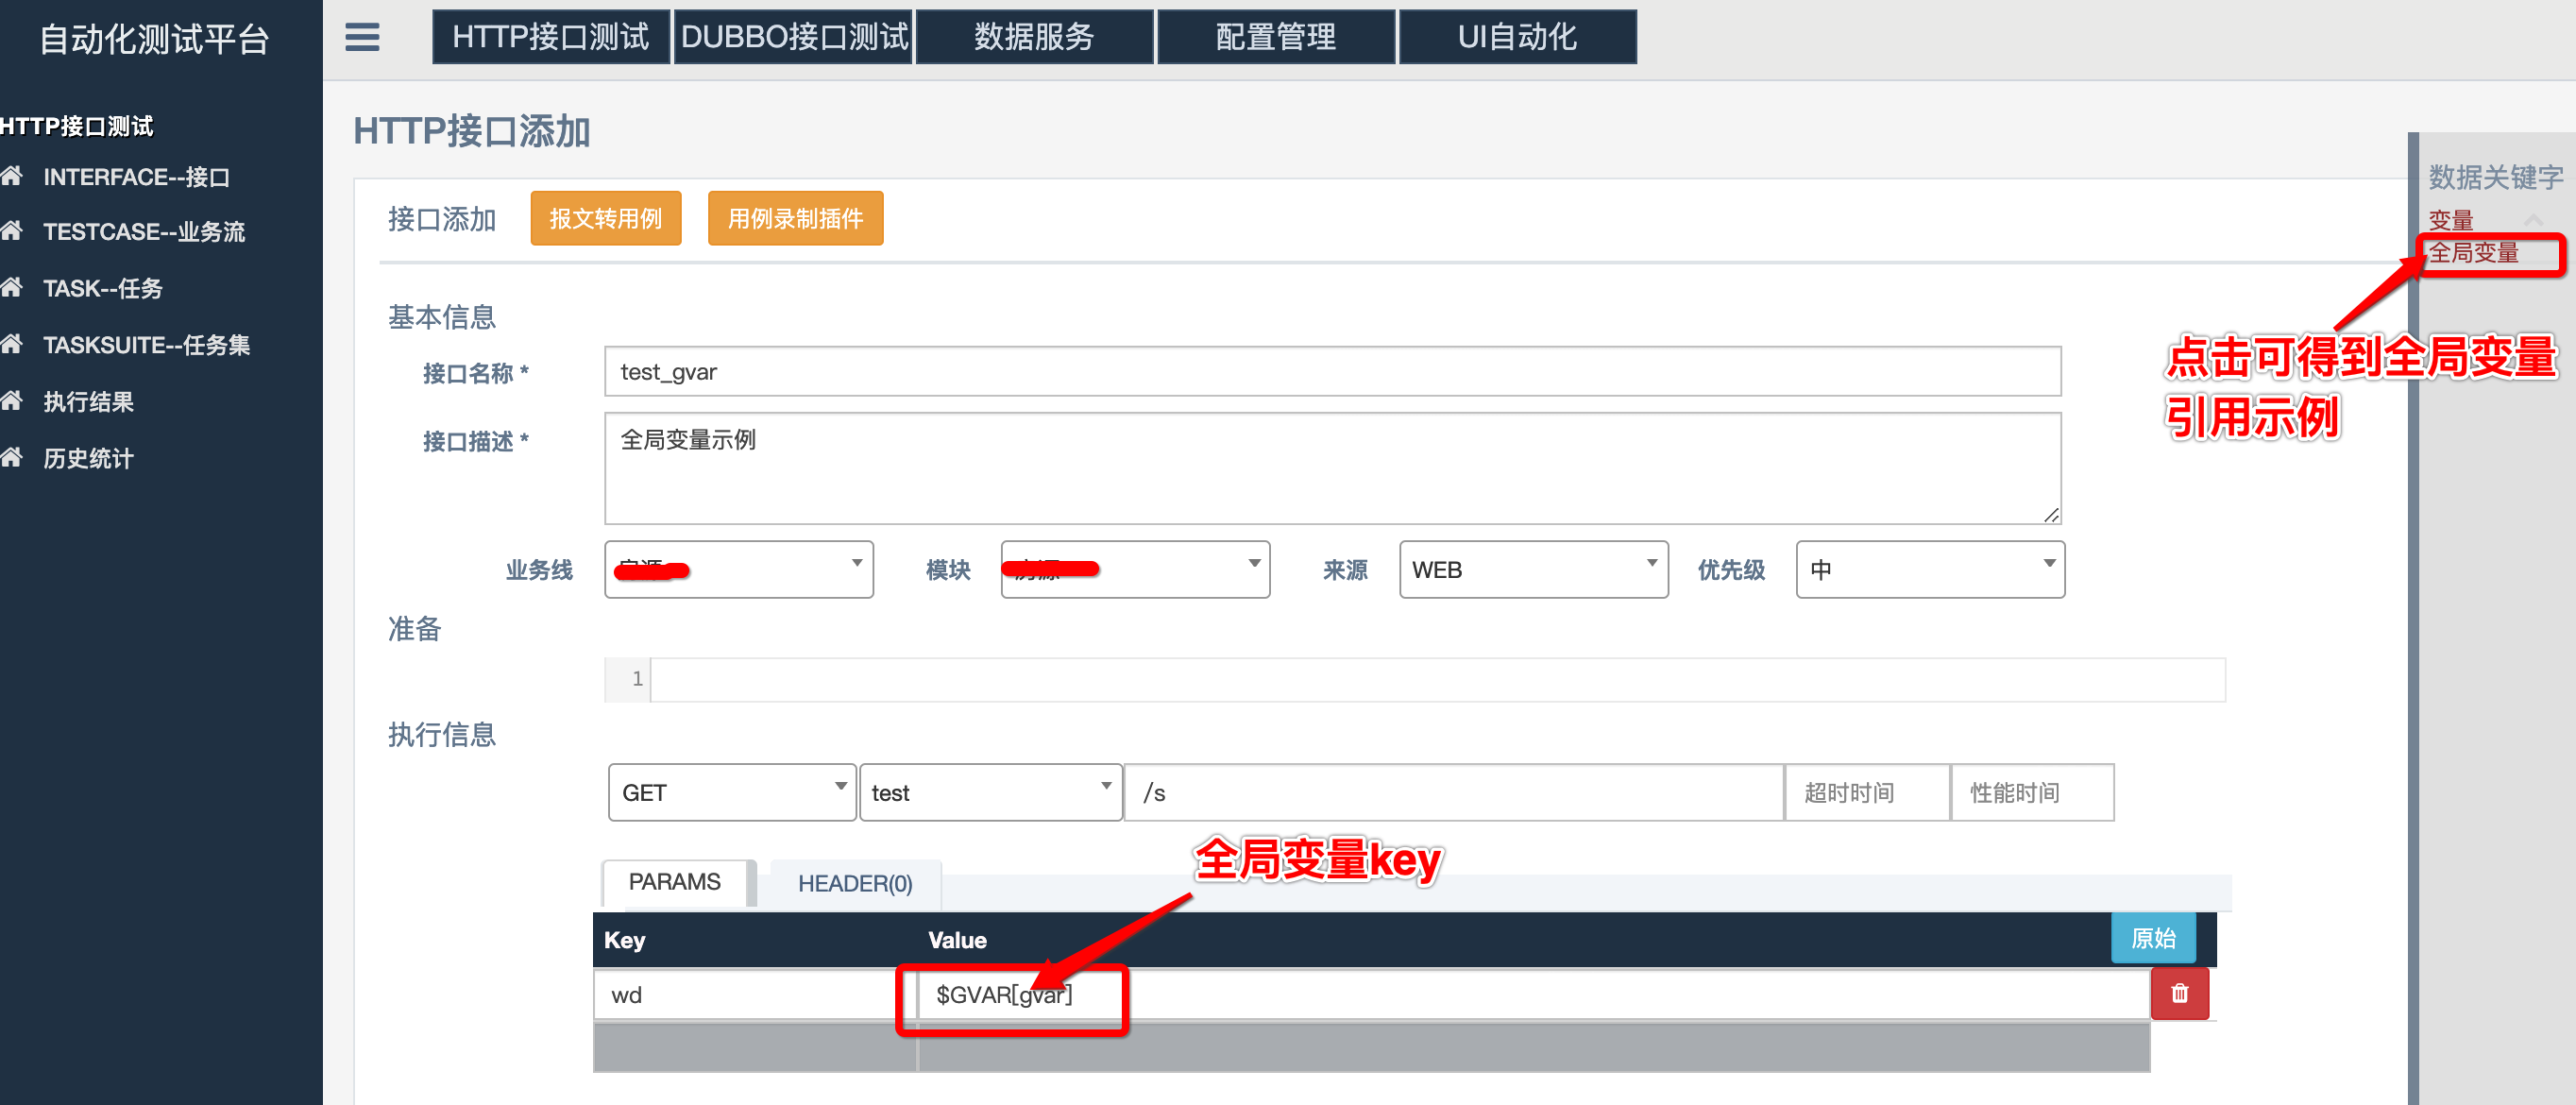 自动化测试平台
HTTP接口测试
DUBBO接口测试
数据服务
配置管理
UI自动化
HTTP接口测试
INTERFACE--接口
TESTCASE--业务流
TASK--任务
TASKSUITE--任务集
执行结果
历史统计
HTTP接口添加
接口添加
报文转用例
用例录制插件
数据关键字
变量
全局变量
点击可得到全局变量
引用示例
基本信息
接口名称 *
test_gvar
接口描述 *
全局变量示例
业务线
模块
来源
WEB
优先级
中
准备
1
执行信息
GET
test
/s
超时时间
性能时间
全局变量key
PARAMS
HEADER(0)
Key
Value
原始
wd
$GVAR[gvar]